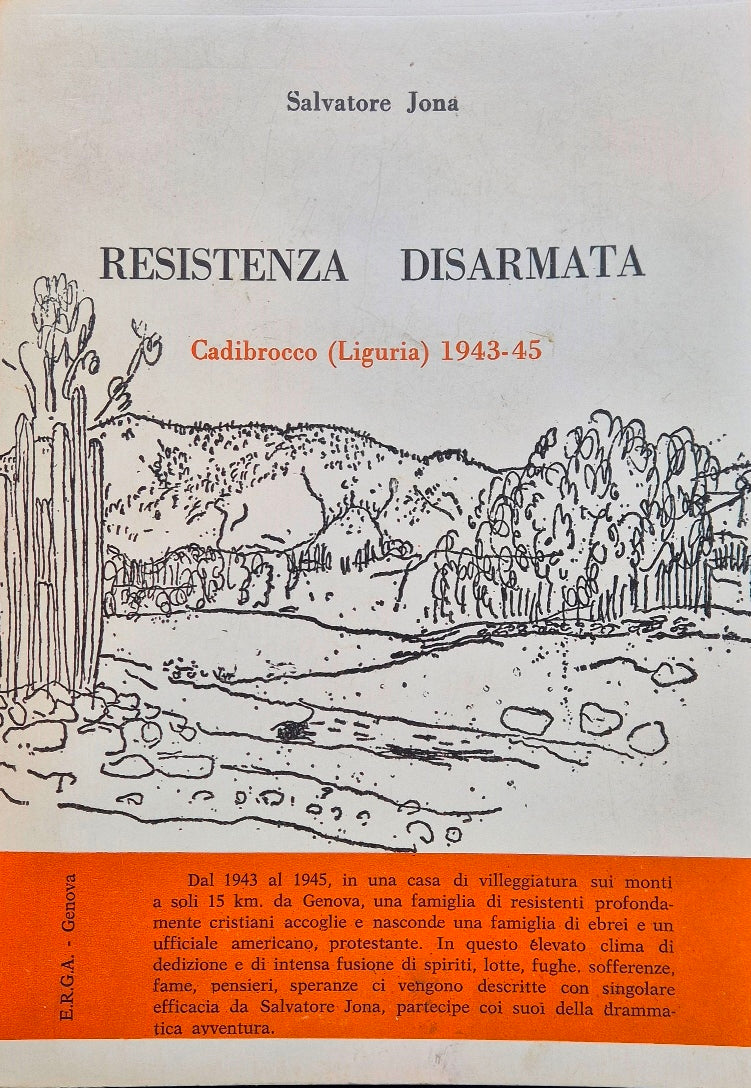 Salvatore Jona
RESISTENZA DISARMATA
Cadibrocco (Liguria) 1943-45
E.R.G.A. - Genova
Dal 1943 al 1945, in una casa di villeggiatura sui monti
a soli 15 km. da Genova, una famiglia di resistenti profonda-
mente cristiani accoglie e nasconde una famiglia di ebrei e un
ufficiale americano, protestante. In questo elevato clima di
dedizione e di intensa fusione di spiriti, lotte, fughe. sofferenze,
fame, pensieri, speranze ci vengono descritte con singolare
efficacia da Salvatore Jona, partecipe coi suoi della dramma-
tica avventura.